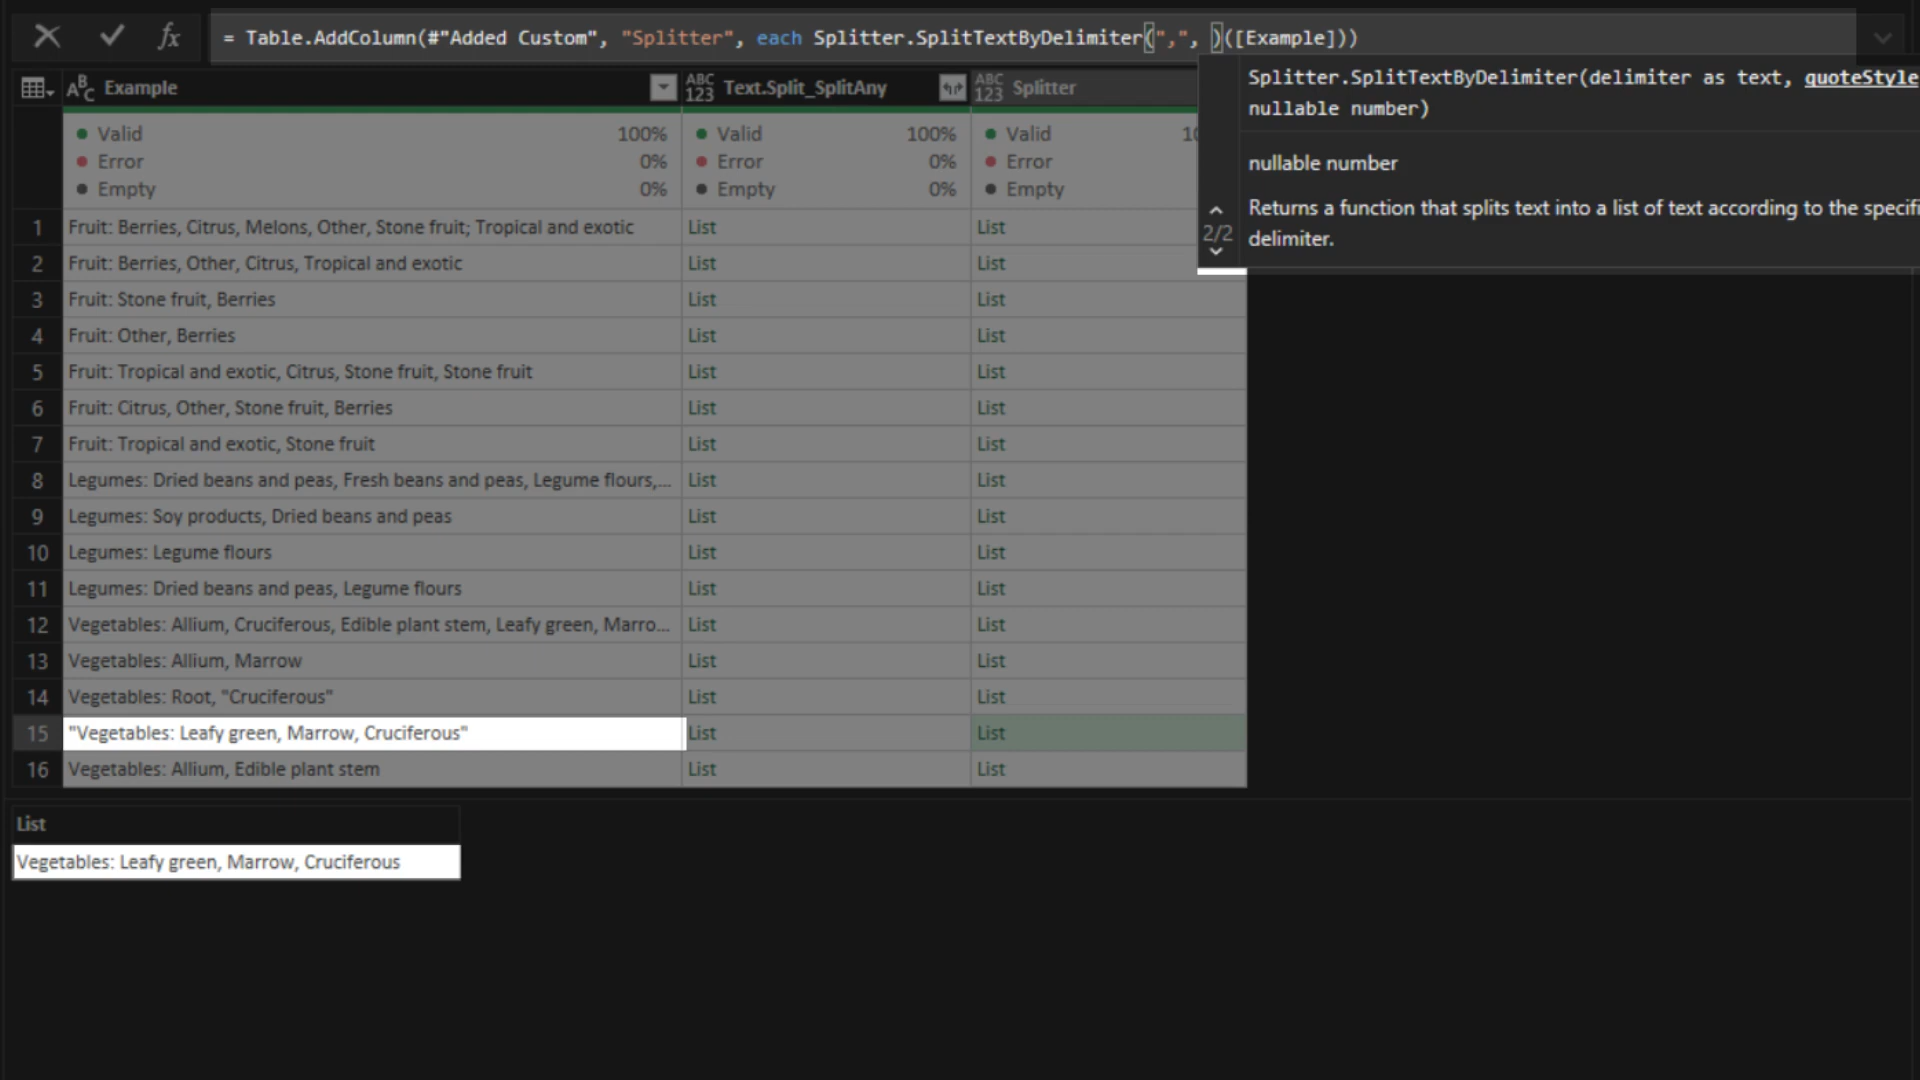 fx = Table.AddColumn(#"Added Custom", "Splitter", each Splitter.SplitTextByDelimiter(",", )([Example]))
Splitter.SplitTextByDelimiter(delimiter as text, quoteStyle
nullable number)
nullable number
Returns a function that splits text into a list of text according to the specifi
delimiter.
2/2
ABC Example ABC 123 Text.Split_SplitAny ABC 123 Splitter
Valid 100% Valid 100% Valid 10
Error 0% Error 0% Error
Empty 0% Empty 0% Empty
1 Fruit: Berries, Citrus, Melons, Other, Stone fruit; Tropical and exotic List List
2 Fruit: Berries, Other, Citrus, Tropical and exotic List List
3 Fruit: Stone fruit, Berries List List
4 Fruit: Other, Berries List List
5 Fruit: Tropical and exotic, Citrus, Stone fruit, Stone fruit List List
6 Fruit: Citrus, Other, Stone fruit, Berries List List
7 Fruit: Tropical and exotic, Stone fruit List List
8 Legumes: Dried beans and peas, Fresh beans and peas, Legume flours,... List List
9 Legumes: Soy products, Dried beans and peas List List
10 Legumes: Legume flours List List
11 Legumes: Dried beans and peas, Legume flours List List
12 Vegetables: Allium, Cruciferous, Edible plant stem, Leafy green, Marro... List List
13 Vegetables: Allium, Marrow List List
14 Vegetables: Root, "Cruciferous" List List
15 "Vegetables: Leafy green, Marrow, Cruciferous" List List
16 Vegetables: Allium, Edible plant stem List List
List
Vegetables: Leafy green, Marrow, Cruciferous